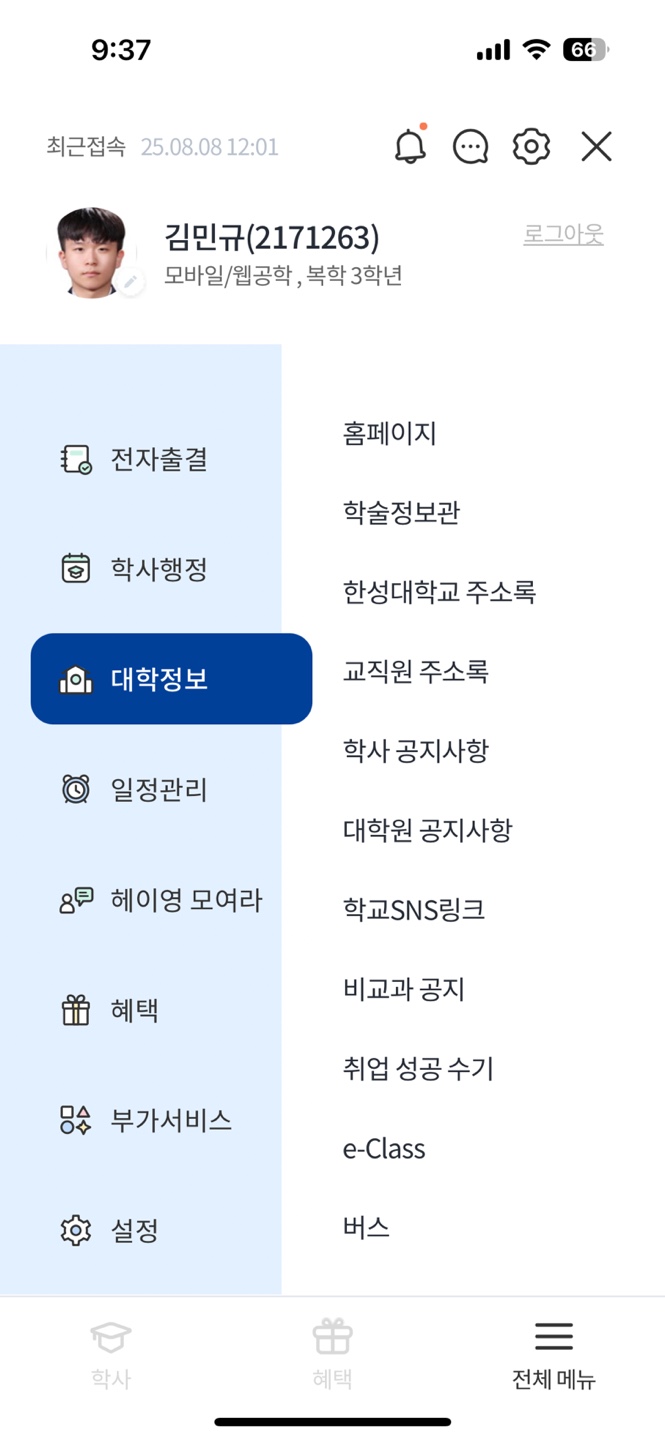 9:37
66
최근접속 25.08.08 12:01
김민규(2171263)
로그아웃
모바일/웹공학 , 복학 3학년
전자출결
학사행정
대학정보
일정관리
헤이영 모여라
혜택
부가서비스
설정
홈페이지
학술정보관
한성대학교 주소록
교직원 주소록
학사 공지사항
대학원 공지사항
학교SNS링크
비교과 공지
취업 성공 수기
e-Class
버스
학사
혜택
전체 메뉴